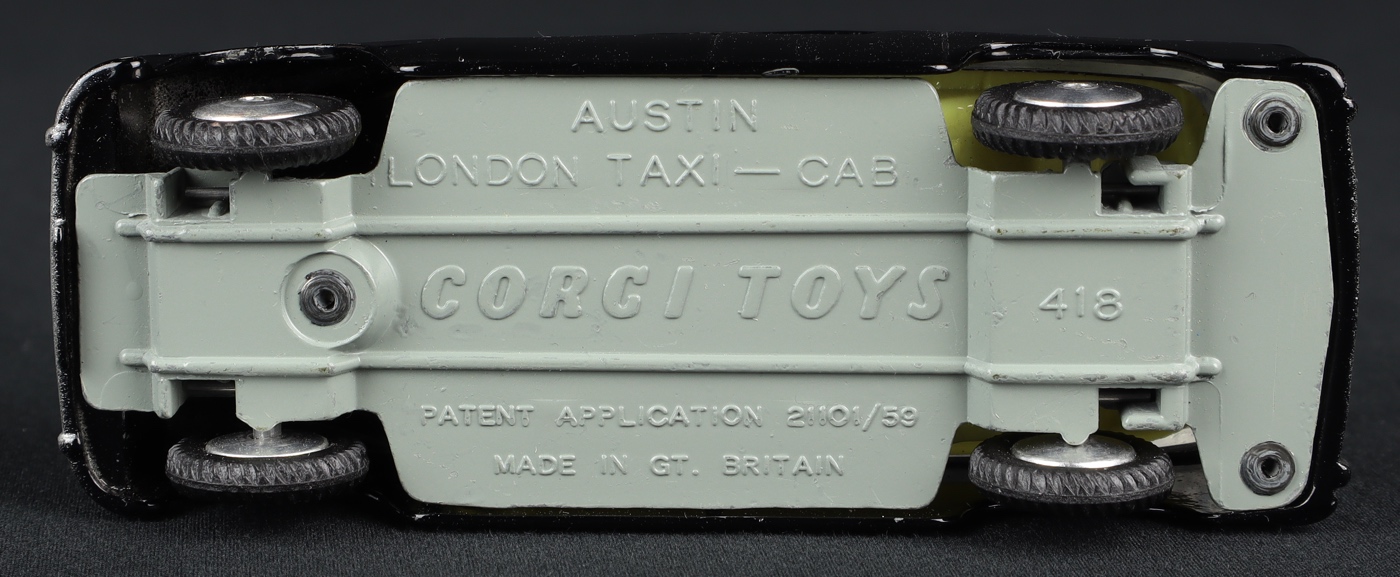 AUSTIN
LONDON TAXI — CAB
CORGI TOYS
418
PATENT APPLICATION 21101/59
MADE IN GT. BRITAIN